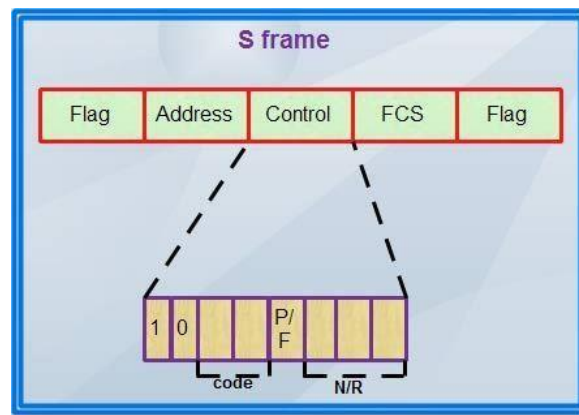 S frame
Flag Address Control FCS Flag
1 0 P/
F
code N/R